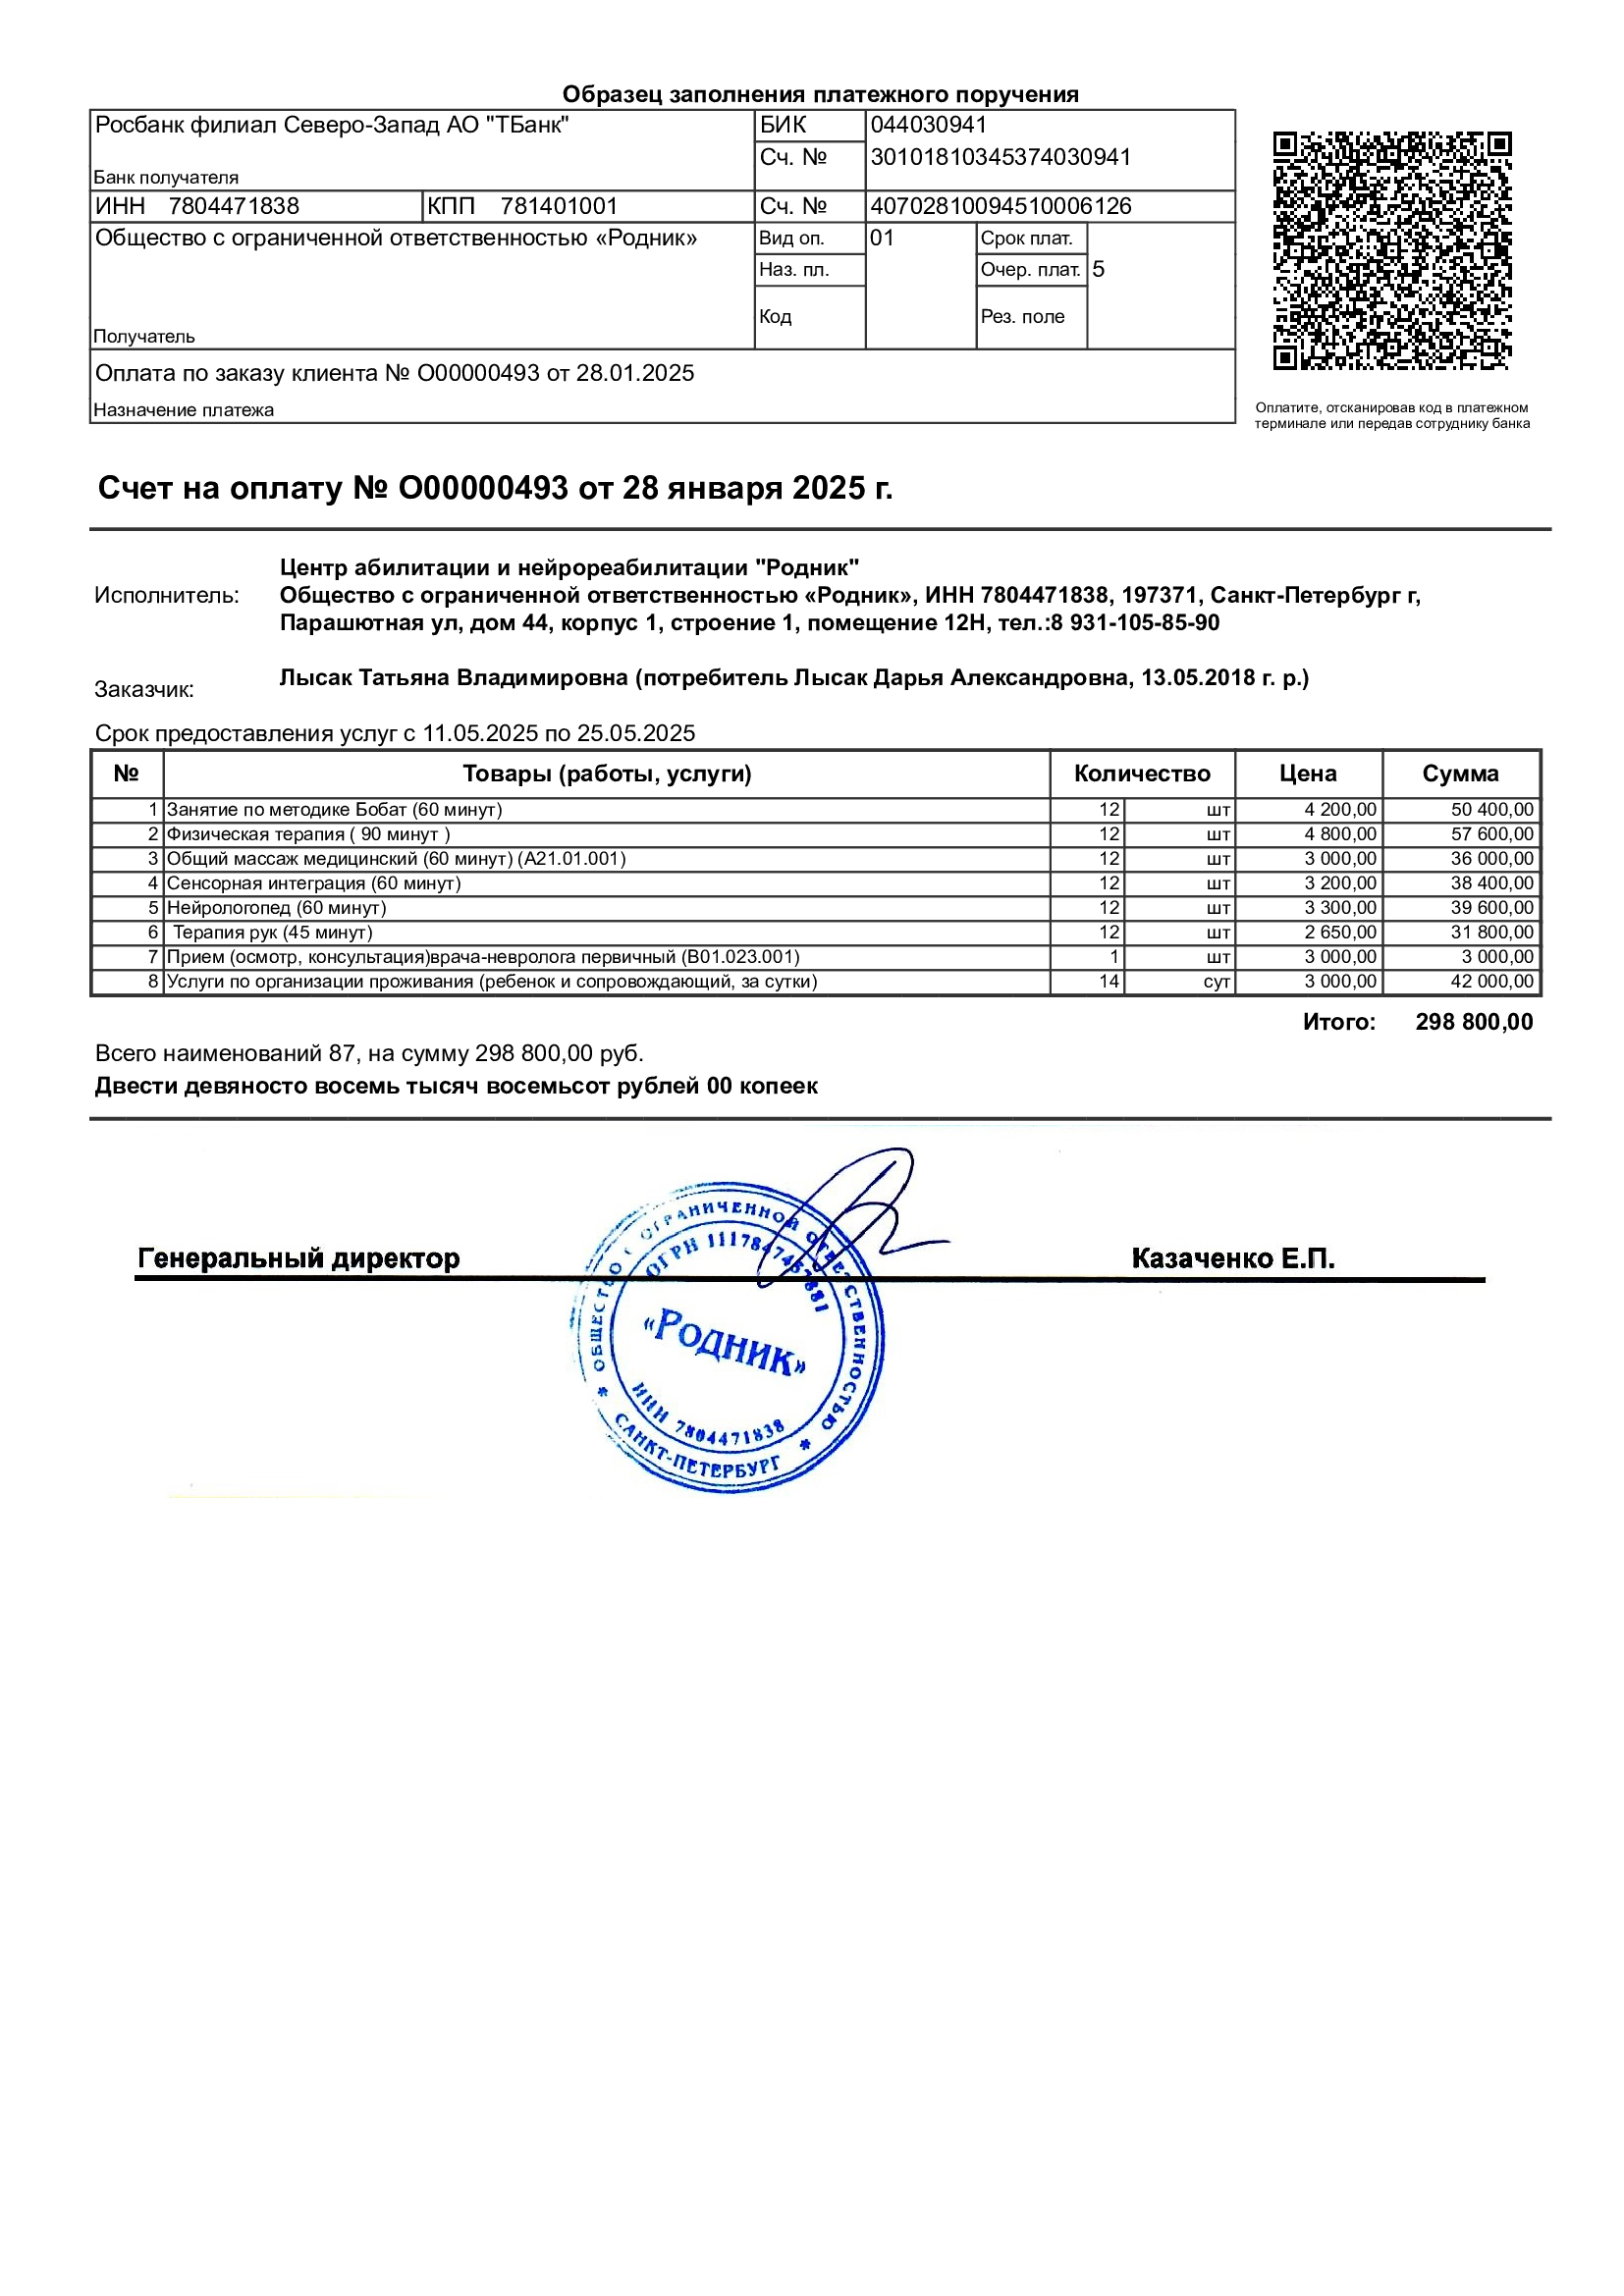 Образец заполнения платежного поручения
Росбанк филиал Северо-Запад АО "ТБанк"
БИК 044030941
Сч. № 30101810345374030941
Банк получателя
ИНН 7804471838 КПП 781401001 Сч. № 40702810094510006126
Общество с ограниченной ответственностью «Родник»
Вид оп. 01 Срок плат.
Наз. пл. Очер. плат. 5
Код Рез. поле
Получатель
Оплата по заказу клиента № О00000493 от 28.01.2025
Назначение платежа
Оплатите, отсканировав код в платежном
терминале или передав сотруднику банка
Счет на оплату № О00000493 от 28 января 2025 г.
Центр абилитации и нейрореабилитации "Родник"
Исполнитель: Общество с ограниченной ответственностью «Родник», ИНН 7804471838, 197371, Санкт-Петербург г,
Парашютная ул, дом 44, корпус 1, строение 1, помещение 12Н, тел.:8 931-105-85-90
Заказчик: Лысак Татьяна Владимировна (потребитель Лысак Дарья Александровна, 13.05.2018 г. р.)
Срок предоставления услуг с 11.05.2025 по 25.05.2025
№ Товары (работы, услуги) Количество Цена Сумма
1 Занятие по методике Бобат (60 минут) 12 шт 4 200,00 50 400,00
2 Физическая терапия ( 90 минут ) 12 шт 4 800,00 57 600,00
3 Общий массаж медицинский (60 минут) (А21.01.001) 12 шт 3 000,00 36 000,00
4 Сенсорная интеграция (60 минут) 12 шт 3 200,00 38 400,00
5 Нейрологопед (60 минут) 12 шт 3 300,00 39 600,00
6 Терапия рук (45 минут) 12 шт 2 650,00 31 800,00
7 Прием (осмотр, консультация)врача-невролога первичный (В01.023.001) 1 шт 3 000,00 3 000,00
8 Услуги по организации проживания (ребенок и сопровождающий, за сутки) 14 сут 3 000,00 42 000,00
Итого: 298 800,00
Всего наименований 87, на сумму 298 800,00 руб.
Двести девяносто восемь тысяч восемьсот рублей 00 копеек
Генеральный директор Казаченко Е.П.
ОБЩЕСТВО С ОГРАНИЧЕННОЙ ОТВЕТСТВЕННОСТЬЮ
ОГРН
«Родник»
ИНН 7804471838
* САНКТ-ПЕТЕРБУРГ *